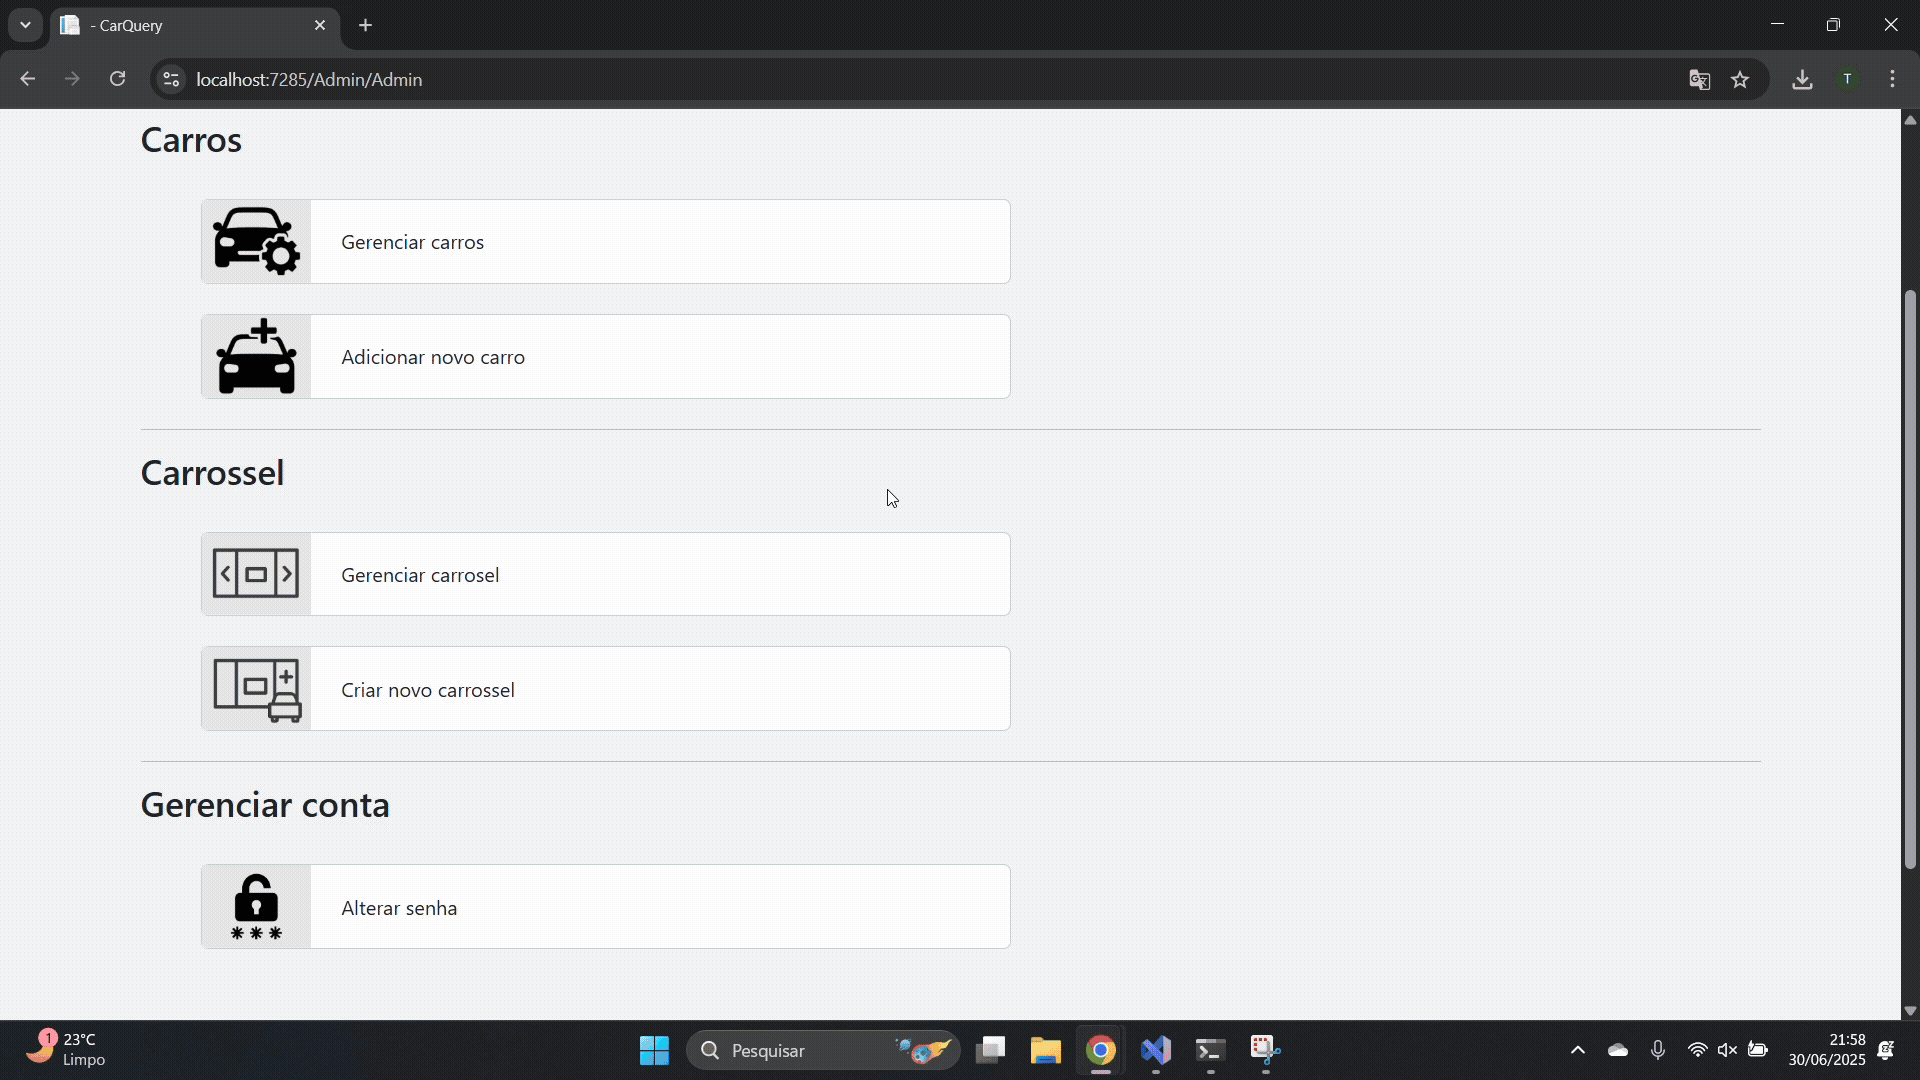 - CarQuery
localhost:7285/Admin/Admin
T
Carros
Gerenciar carros
Adicionar novo carro
Carrossel
Gerenciar carrosel
Criar novo carrossel
Gerenciar conta
Alterar senha
***
1
23°C
Limpo
Pesquisar
21:58
30/06/2025